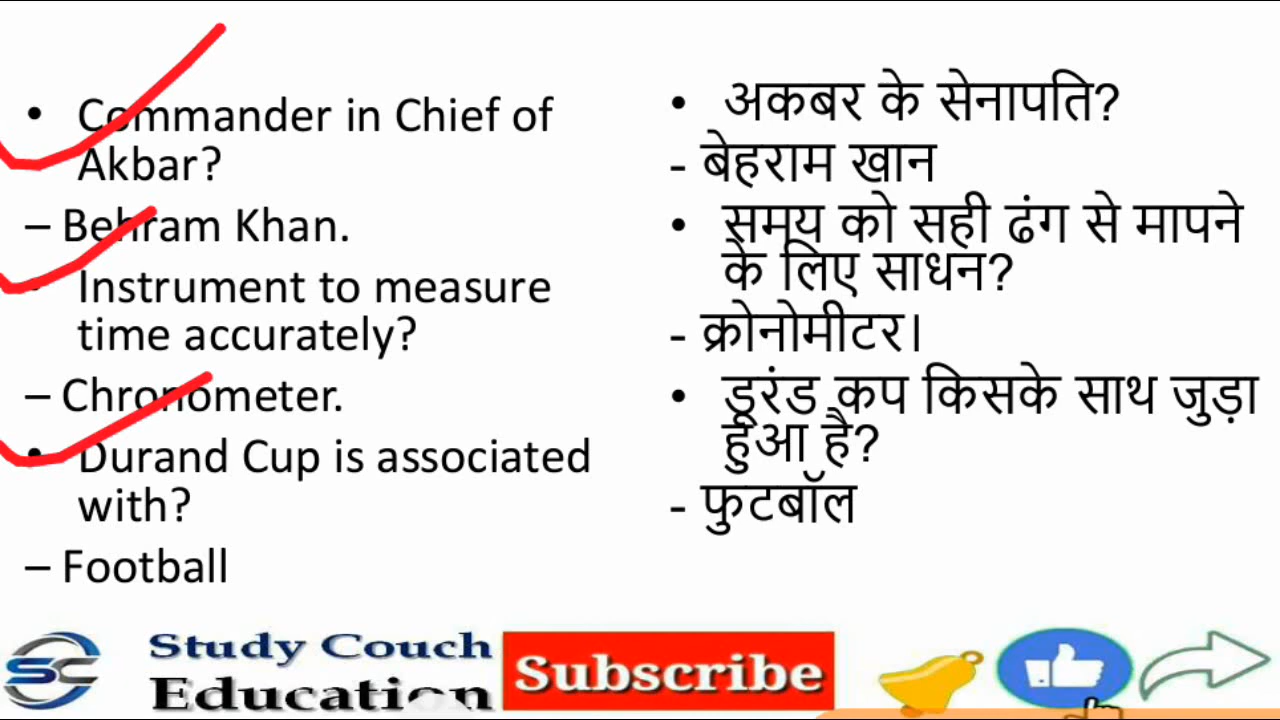 • Commander in Chief of
Akbar?
– Behram Khan.
• Instrument to measure
time accurately?
– Chronometer.
• Durand Cup is associated
with?
– Football
• अकबर के सेनापति?
- बेहराम खान
• समय को सही ढंग से मापने
के लिए साधन?
- क्रोनोमीटर।
• डूरंड कप किसके साथ जुड़ा
हुआ है?
- फुटबॉल
SC
Study Couch
Education
Subscribe